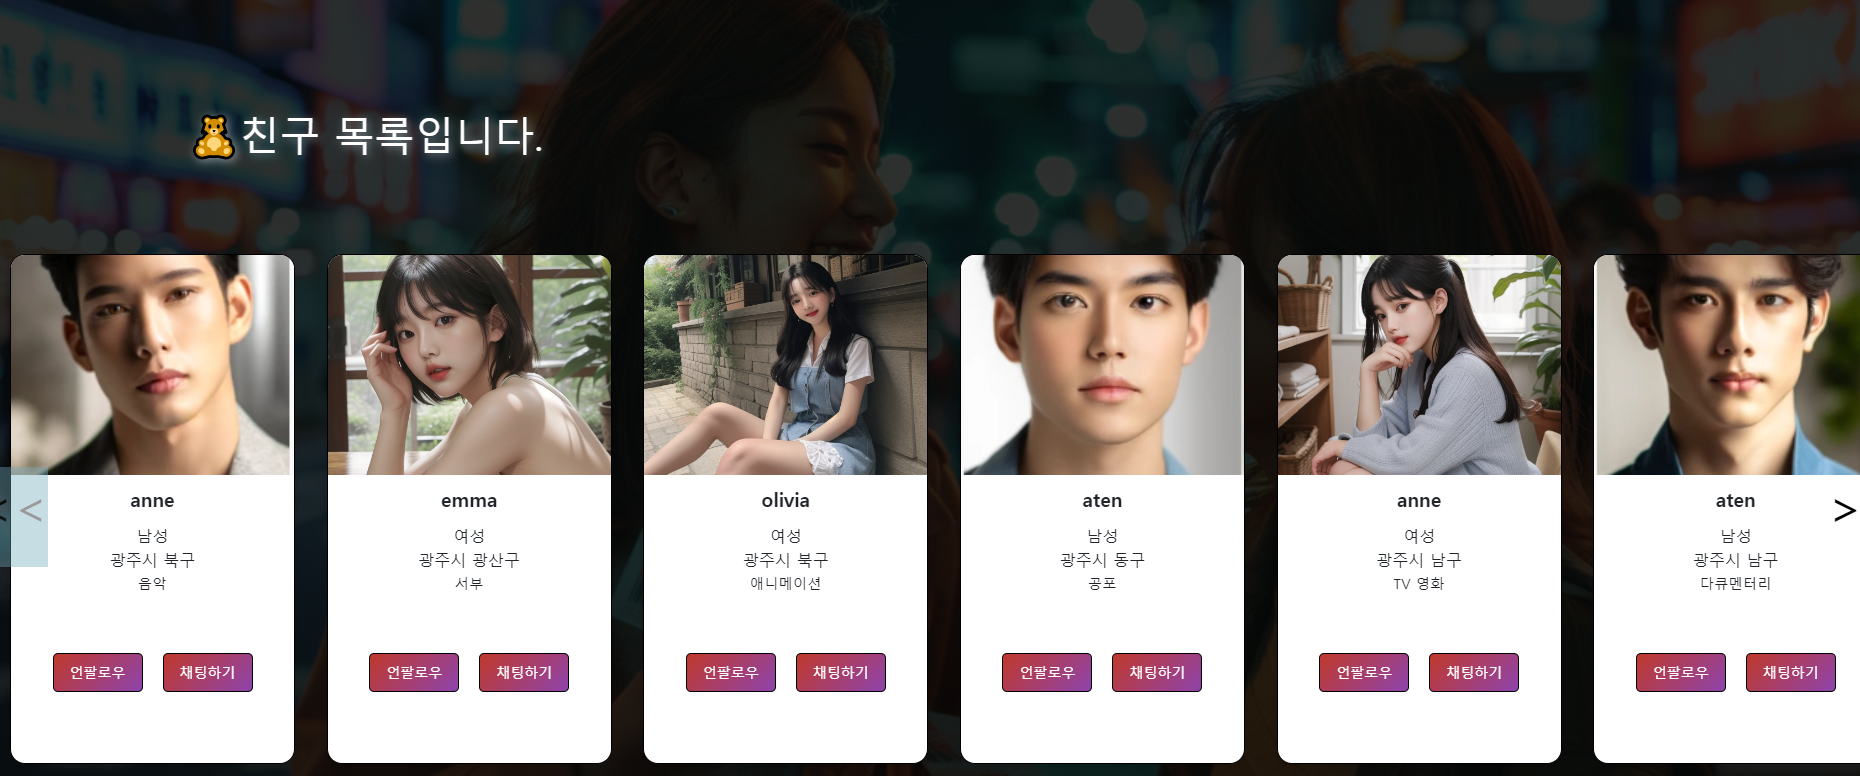 친구 목록입니다.
< <
anne
남성
광주시 북구
음악
언팔로우 채팅하기
emma
여성
광주시 광산구
서부
언팔로우 채팅하기
olivia
여성
광주시 북구
애니메이션
언팔로우 채팅하기
aten
남성
광주시 동구
공포
언팔로우 채팅하기
anne
여성
광주시 남구
TV 영화
언팔로우 채팅하기
aten
남성
광주시 남구
다큐멘터리
언팔로우 채팅하기
>